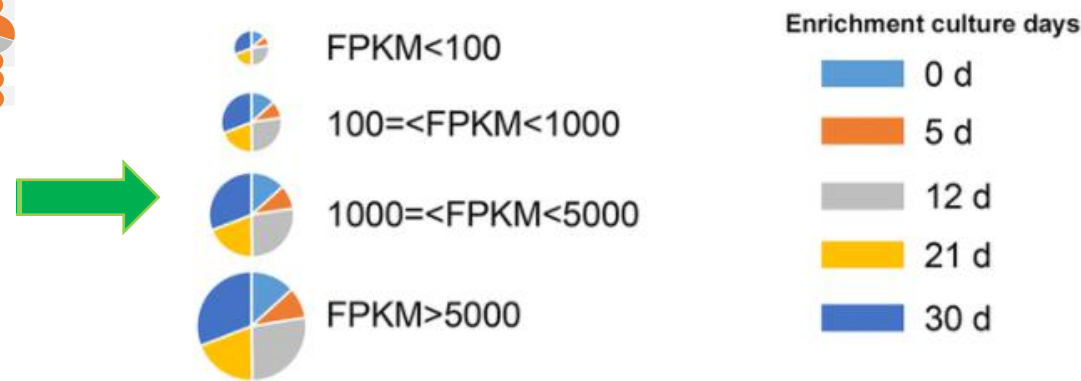 FPKM<100
100=<FPKM<1000
1000=<FPKM<5000
FPKM>5000
Enrichment culture days
0 d
5 d
12 d
21 d
30 d